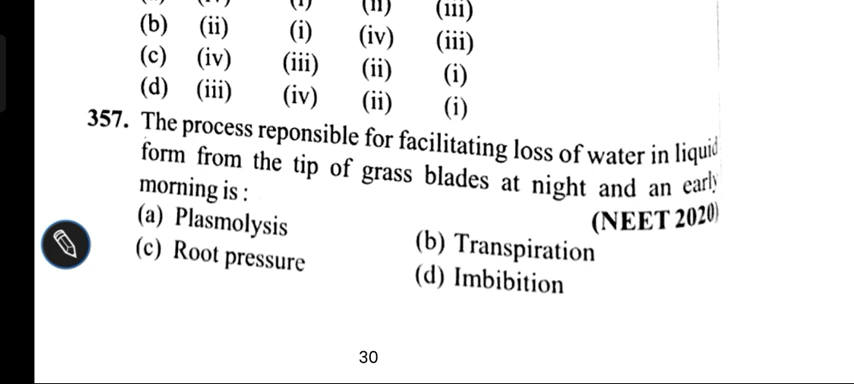 (i) (ii) (iii)
(b) (ii) (i) (iv) (iii)
(c) (iv) (iii) (ii) (i)
(d) (iii) (iv) (ii) (i)
357. The process reponsible for facilitating loss of water in liquid
form from the tip of grass blades at night and an early
morning is :
(NEET 2020)
(a) Plasmolysis (b) Transpiration
(c) Root pressure (d) Imbibition
30